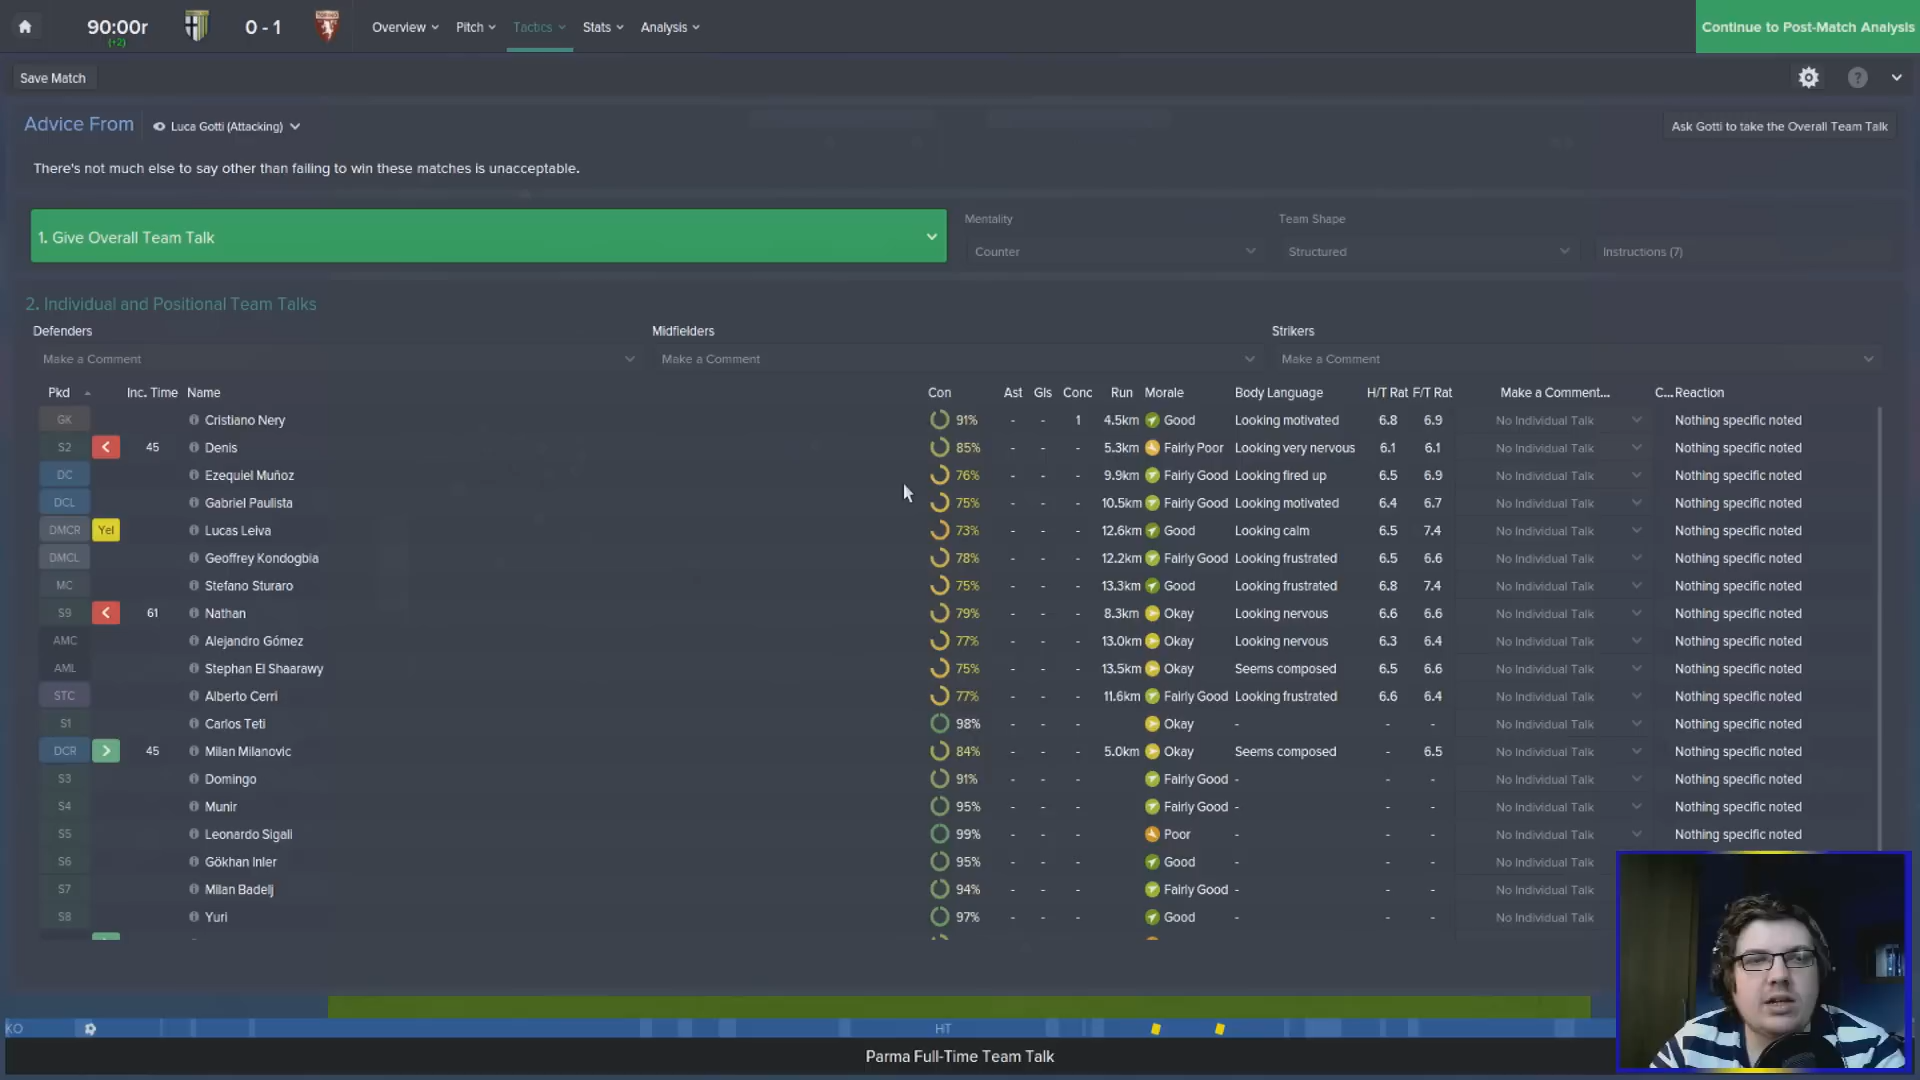 90:00r
(+2)
0 - 1
TORINO
Overview
Pitch
Tactics
Stats
Analysis
Continue to Post-Match Analysis
Save Match
?
Advice From
Luca Gotti (Attacking)
Ask Gotti to take the Overall Team Talk
There's not much else to say other than failing to win these matches is unacceptable.
1. Give Overall Team Talk
Mentality
Counter
Team Shape
Structured
Instructions (7)
2. Individual and Positional Team Talks
Defenders Midfielders Strikers
Make a Comment Make a Comment Make a Comment
Pkd Inc. Time Name Con Ast Gls Conc Run Morale Body Language H/T Rat F/T Rat Make a Comment... C... Reaction
GK Cristiano Nery 91% - - 1 4.5km Good Looking motivated 6.8 6.9 No Individual Talk Nothing specific noted
S2 < 45 Denis 85% - - - 5.3km Fairly Poor Looking very nervous 6.1 6.1 No Individual Talk Nothing specific noted
DC Ezequiel Muñoz 76% - - - 9.9km Fairly Good Looking fired up 6.5 6.9 No Individual Talk Nothing specific noted
DCL Gabriel Paulista 75% - - - 10.5km Fairly Good Looking motivated 6.4 6.7 No Individual Talk Nothing specific noted
DMCR Yel Lucas Leiva 73% - - - 12.6km Good Looking calm 6.5 7.4 No Individual Talk Nothing specific noted
DMCL Geoffrey Kondogbia 78% - - - 12.2km Fairly Good Looking frustrated 6.5 6.6 No Individual Talk Nothing specific noted
MC Stefano Sturaro 75% - - - 13.3km Good Looking frustrated 6.8 7.4 No Individual Talk Nothing specific noted
S9 < 61 Nathan 79% - - - 8.3km Okay Looking nervous 6.6 6.6 No Individual Talk Nothing specific noted
AMC Alejandro Gómez 77% - - - 13.0km Okay Looking nervous 6.3 6.4 No Individual Talk Nothing specific noted
AML Stephan El Shaarawy 75% - - - 13.5km Okay Seems composed 6.5 6.6 No Individual Talk Nothing specific noted
STC Alberto Cerri 77% - - - 11.6km Fairly Good Looking frustrated 6.6 6.4 No Individual Talk Nothing specific noted
S1 Carlos Teti 98% - - - Okay - - - No Individual Talk Nothing specific noted
DCR > 45 Milan Milanovic 84% - - - 5.0km Okay Seems composed - 6.5 No Individual Talk Nothing specific noted
S3 Domingo 91% - - - Fairly Good - - - No Individual Talk Nothing specific noted
S4 Munir 95% - - - Fairly Good - - - No Individual Talk Nothing specific noted
S5 Leonardo Sigali 99% - - - Poor - - - No Individual Talk Nothing specific noted
S6 Gökhan Inler 95% - - - Good - - - No Individual Talk
S7 Milan Badelj 94% - - - Fairly Good - - - No Individual Talk
S8 Yuri 97% - - - Good - - - No Individual Talk
KO HT
Parma Full-Time Team Talk